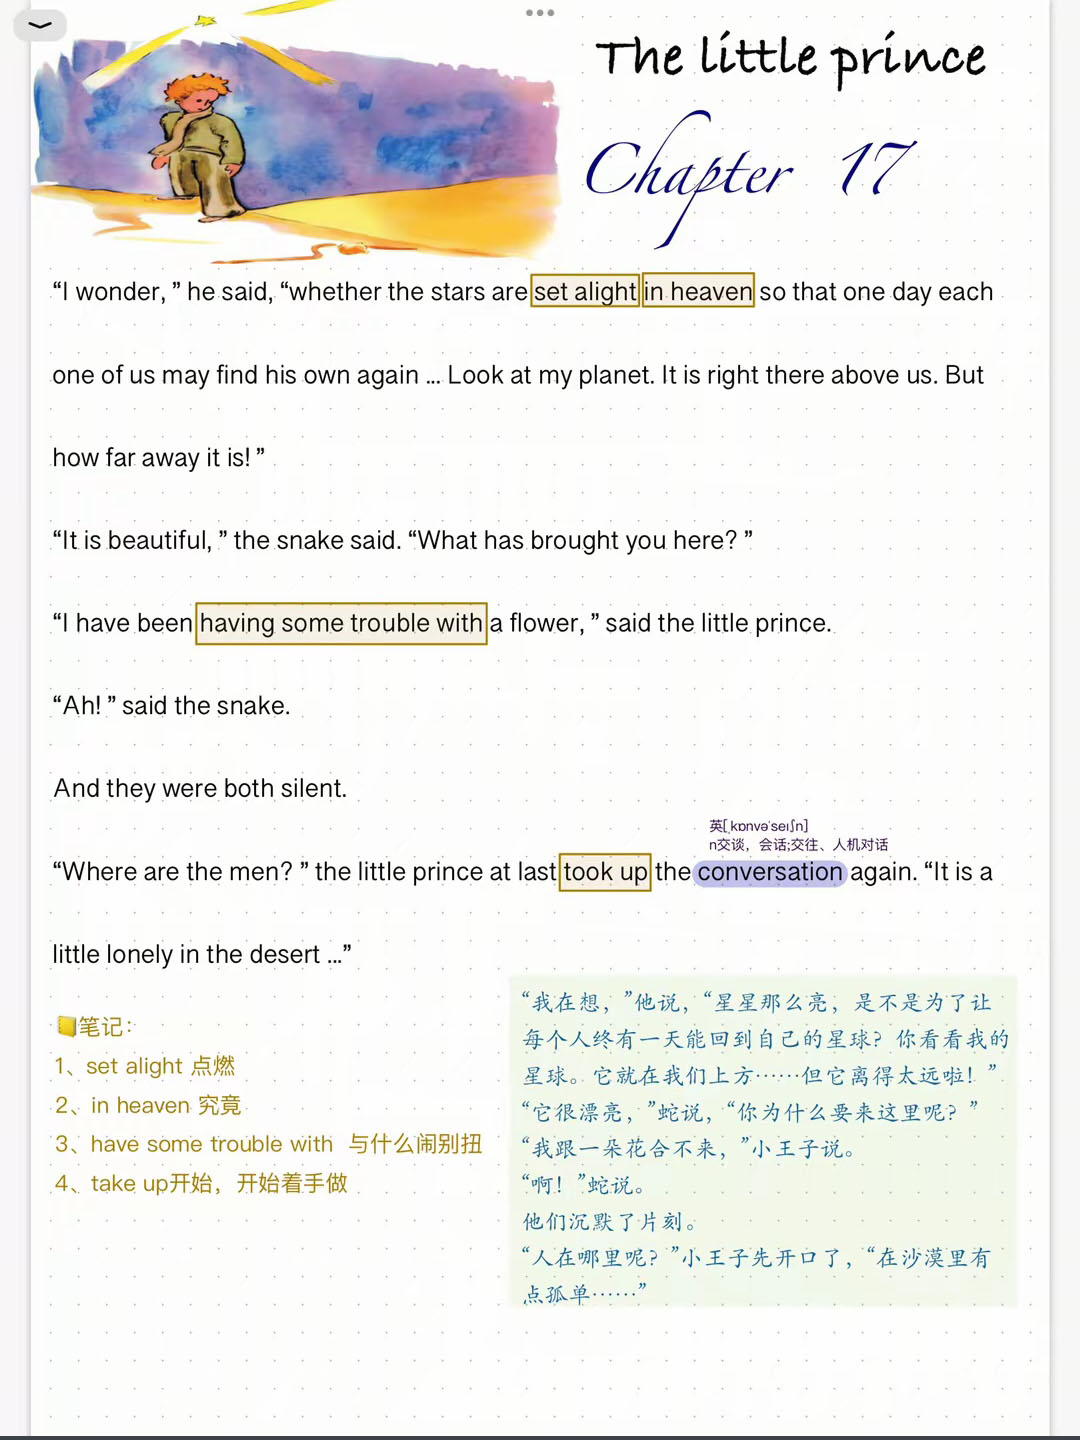 The little prince
Chapter 17
“I wonder, ” he said, “whether the stars are set alight in heaven so that one day each
one of us may find his own again ... Look at my planet. It is right there above us. But
how far away it is! ”
“It is beautiful, ” the snake said. “What has brought you here? ”
“I have been having some trouble with a flower, ” said the little prince.
“Ah! ” said the snake.
And they were both silent.
英[ˌkɒnvəˈseɪʃn]
n交谈，会话;交往、人机对话
“Where are the men? ” the little prince at last took up the conversation again. “It is a
little lonely in the desert ...”
笔记：
1、set alight 点燃
2、in heaven 究竟
3、have some trouble with 与什么闹别扭
4、take up开始，开始着手做
“我在想，”他说，“星星那么亮，是不是为了让
每个人终有一天能回到自己的星球？你看看我的
星球。它就在我们上方……但它离得太远啦！”
“它很漂亮，”蛇说，“你为什么要来这里呢？”
“我跟一朵花合不来，”小王子说。
“啊！”蛇说。
他们沉默了片刻。
“人在哪里呢？”小王子先开口了，“在沙漠里有
点孤单……”